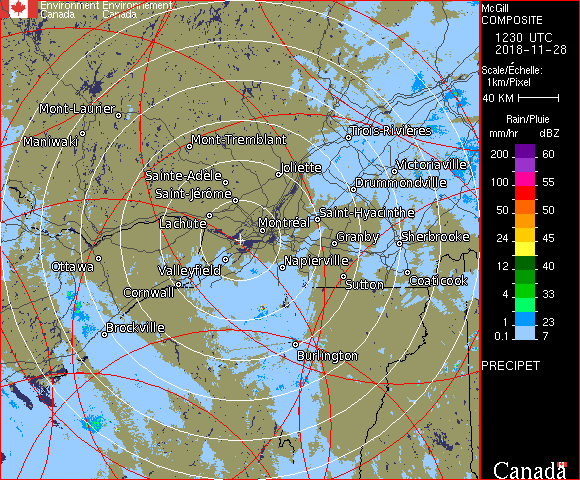 Environment Environnement
Canada Canada
McGill
COMPOSITE
1230 UTC
2018-11-28
Scale/Échelle:
1km/Pixel
40 KM
Rain/Pluie
mm/hr dBZ
200 60
100 55
50 50
24 45
12 40
4 33
1 23
0.1 7
PRECIPET
Mont-Laurier
Maniwaki
Mont-Tremblant
Trois-Rivières
Joliette
Victoriaville
Sainte-Adèle
Drummondville
Saint-Jérôme
Lachute
Saint-Hyacinthe
Montréal
Granby
Sherbrooke
Ottawa
Valleyfield
Napierville
Cornwall
Sutton
Coaticook
Brockville
Burlington
Canada